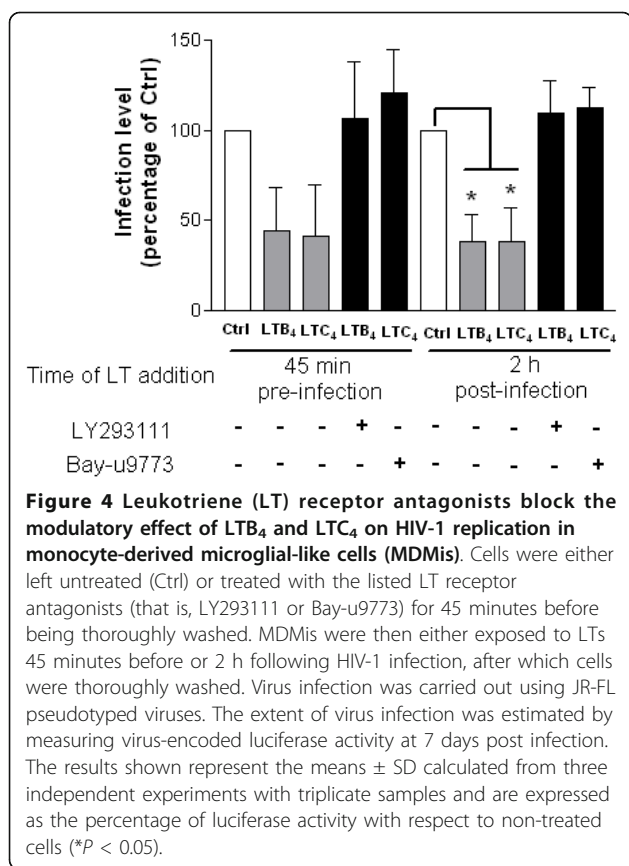 150
100
50
0
Infection level
(percentage of Ctrl)
* *
Ctrl LTB₄ LTC₄ LTB₄ LTC₄ Ctrl LTB₄ LTC₄ LTB₄ LTC₄
Time of LT addition 45 min 2 h
pre-infection post-infection
LY293111 - - - + - - - - + -
Bay-u9773 - - - - + - - - - +
Figure 4 Leukotriene (LT) receptor antagonists block the
modulatory effect of LTB₄ and LTC₄ on HIV-1 replication in
monocyte-derived microglial-like cells (MDMis). Cells were either
left untreated (Ctrl) or treated with the listed LT receptor
antagonists (that is, LY293111 or Bay-u9773) for 45 minutes before
being thoroughly washed. MDMis were then either exposed to LTs
45 minutes before or 2 h following HIV-1 infection, after which cells
were thoroughly washed. Virus infection was carried out using JR-FL
pseudotyped viruses. The extent of virus infection was estimated by
measuring virus-encoded luciferase activity at 7 days post infection.
The results shown represent the means ± SD calculated from three
independent experiments with triplicate samples and are expressed
as the percentage of luciferase activity with respect to non-treated
cells (*P < 0.05).